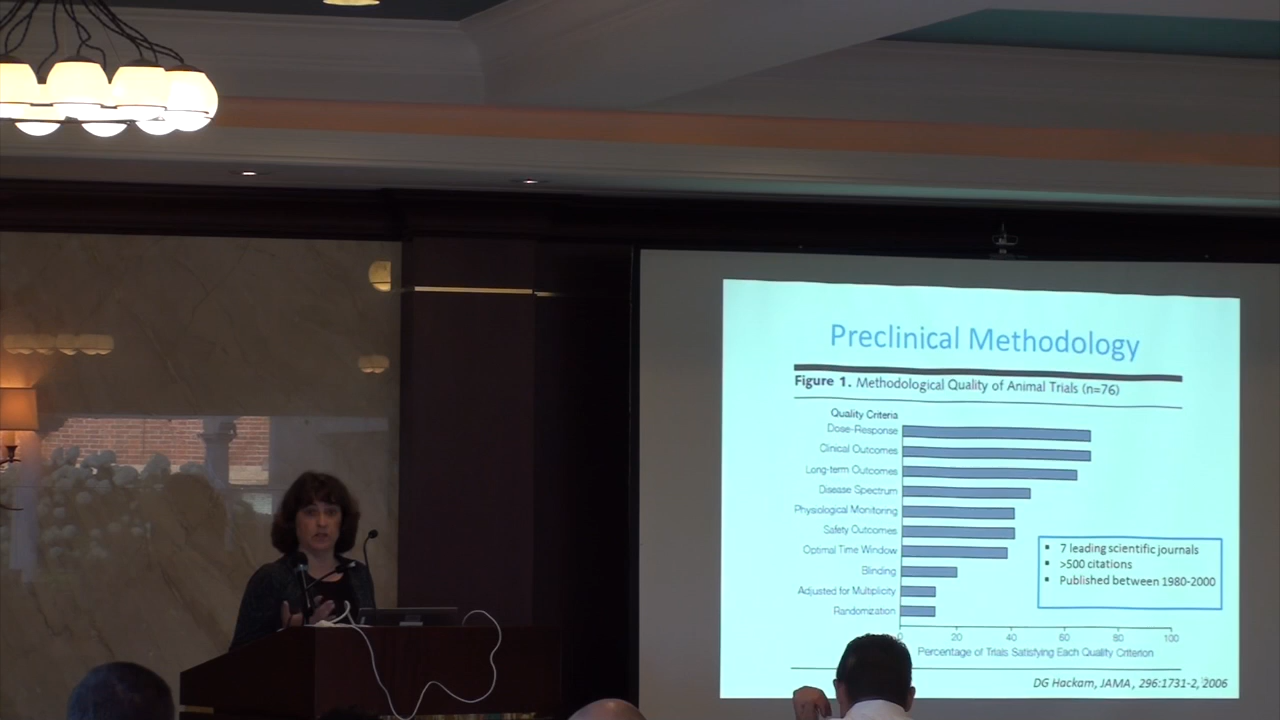 Preclinical Methodology
Figure 1. Methodological Quality of Animal Trials (n=76)
Quality Criteria
Dose-Response
Clinical Outcomes
Long-term Outcomes
Disease Spectrum
Physiological Monitoring
Safety Outcomes
Optimal Time Window
Blinding
Adjusted for Multiplicity
Randomization
▪ 7 leading scientific journals
▪ >500 citations
▪ Published between 1980-2000
0 20 40 60 80 100
Percentage of Trials Satisfying Each Quality Criterion
DG Hackam, JAMA, 296:1731-2, 2006